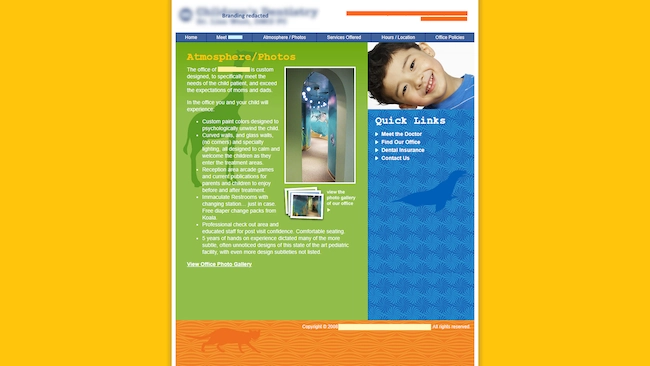 Branding redacted
Home Meet Atmosphere / Photos Services Offered Hours / Location Office Policies
Atmosphere/Photos
The office of is custom
designed, to specifically meet the
needs of the child patient, and exceed
the expectations of moms and dads.
In the office you and your child will
experience:
Custom paint colors designed to
psychologically unwind the child.
Curved walls, and glass walls,
(no corners) and specialty
lighting, all designed to calm and
welcome the children as they
enter the treatment areas.
Reception area arcade games
and current publications for
parents and children to enjoy
before and after treatment.
Immaculate Restrooms with
changing station... just in case.
Free diaper change packs from
Koala.
Professional check out area and
educated staff for post visit confidence. Comfortable seating.
5 years of hands on experience dictated many of the more
subtle, often unnoticed designs of this state of the art pediatric
facility, with even more design subtleties not listed.
View Office Photo Gallery
view the
photo gallery
of our office
Quick Links
Meet the Doctor
Find Our Office
Dental Insurance
Contact Us
Copyright © 2008 All rights reserved.